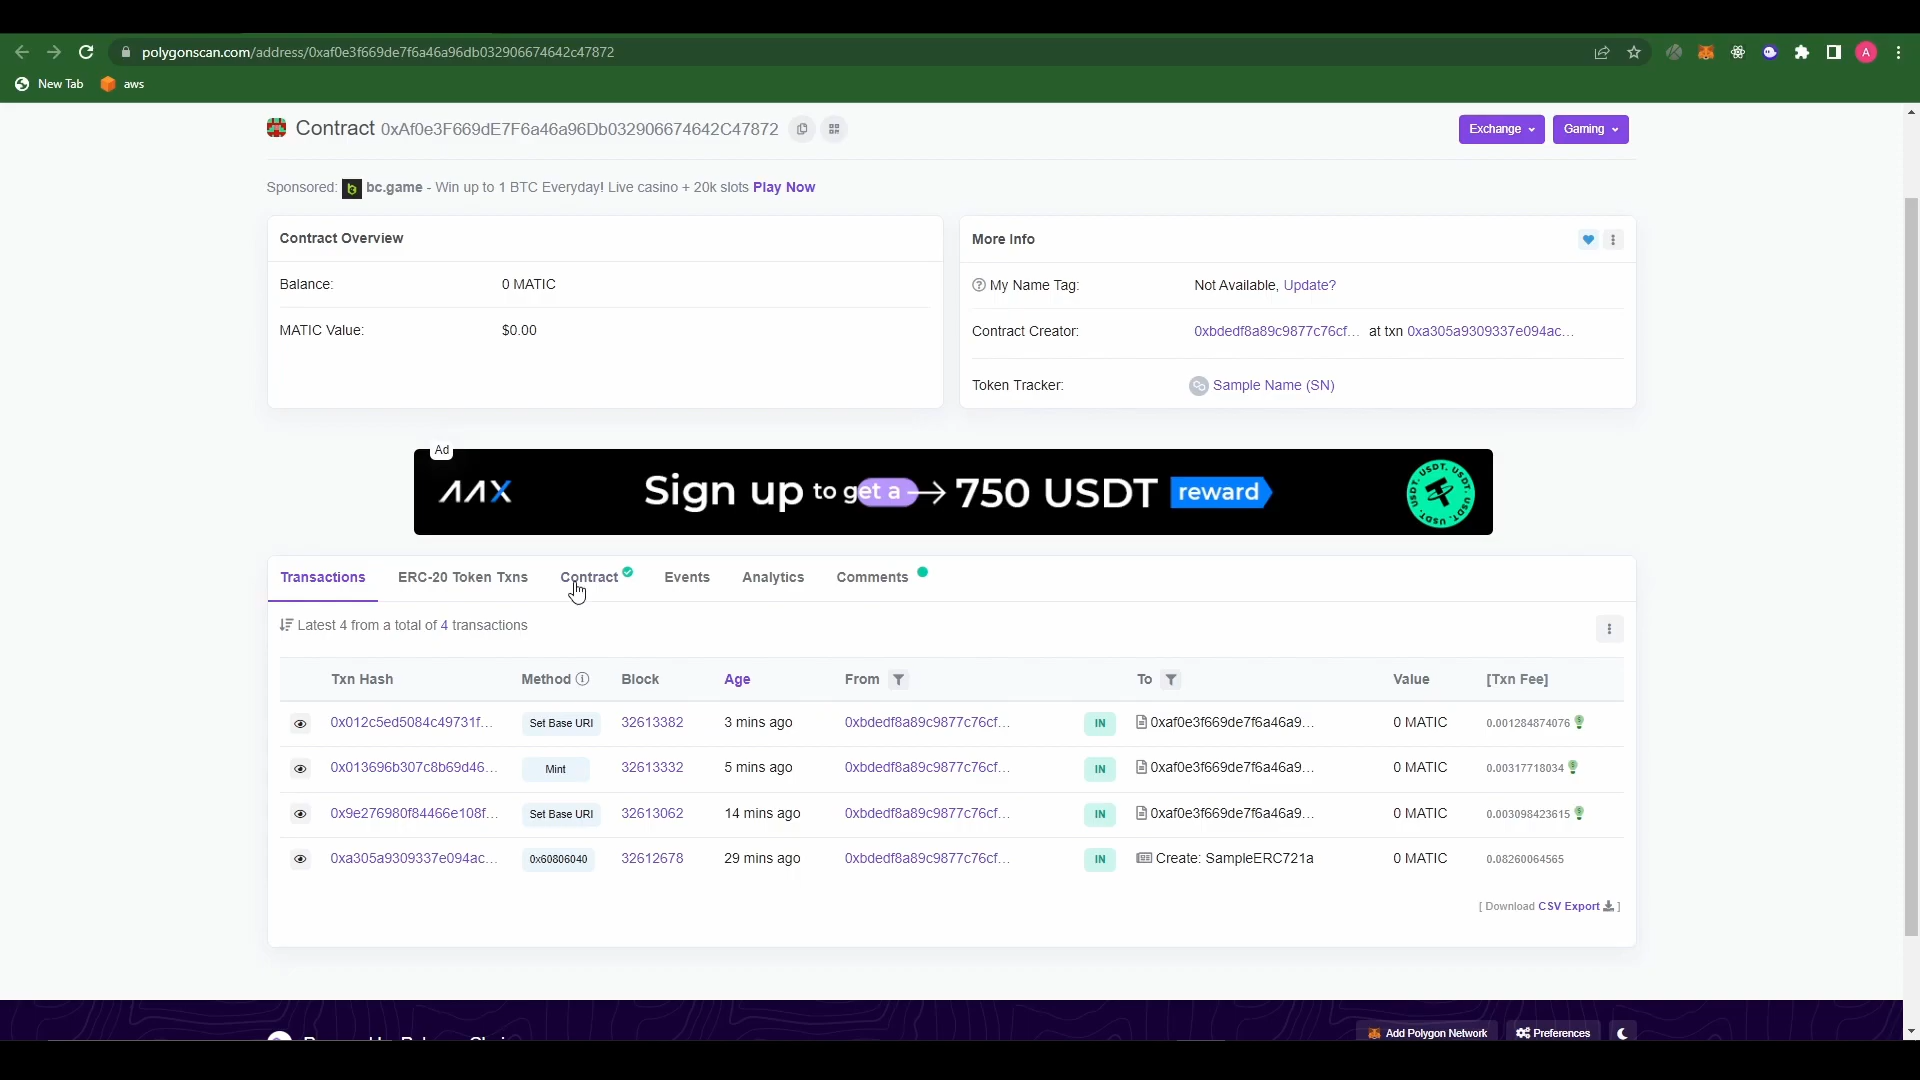 polygonscan.com/address/0xaf0e3f669de7f6a46a96db032906674642c47872
A
New Tab
aws
Contract 0xAf0e3F669dE7F6a46a96Db032906674642C47872
Exchange
Gaming
Sponsored: bc.game - Win up to 1 BTC Everyday! Live casino + 20k slots Play Now
Contract Overview
Balance: 0 MATIC
MATIC Value: $0.00
More Info
My Name Tag: Not Available, Update?
Contract Creator: 0xbdedf8a89c9877c76cf... at txn 0xa305a9309337e094ac...
Token Tracker: Sample Name (SN)
Ad
AAX Sign up to get a 750 USDT reward
USDT. USDT. USDT. USDT.
Transactions ERC-20 Token Txns Contract Events Analytics Comments
Latest 4 from a total of 4 transactions
Txn Hash Method Block Age From To Value [Txn Fee]
0x012c5ed5084c49731f... Set Base URI 32613382 3 mins ago 0xbdedf8a89c9877c76cf... IN 0xaf0e3f669de7f6a46a9... 0 MATIC 0.001284874076
0x013696b307c8b69d46... Mint 32613332 5 mins ago 0xbdedf8a89c9877c76cf... IN 0xaf0e3f669de7f6a46a9... 0 MATIC 0.00317718034
0x9e276980f84466e108f... Set Base URI 32613062 14 mins ago 0xbdedf8a89c9877c76cf... IN 0xaf0e3f669de7f6a46a9... 0 MATIC 0.003098423615
0xa305a9309337e094ac... 0x60806040 32612678 29 mins ago 0xbdedf8a89c9877c76cf... IN Create: SampleERC721a 0 MATIC 0.08260064565
[ Download CSV Export ]
Add Polygon Network
Preferences